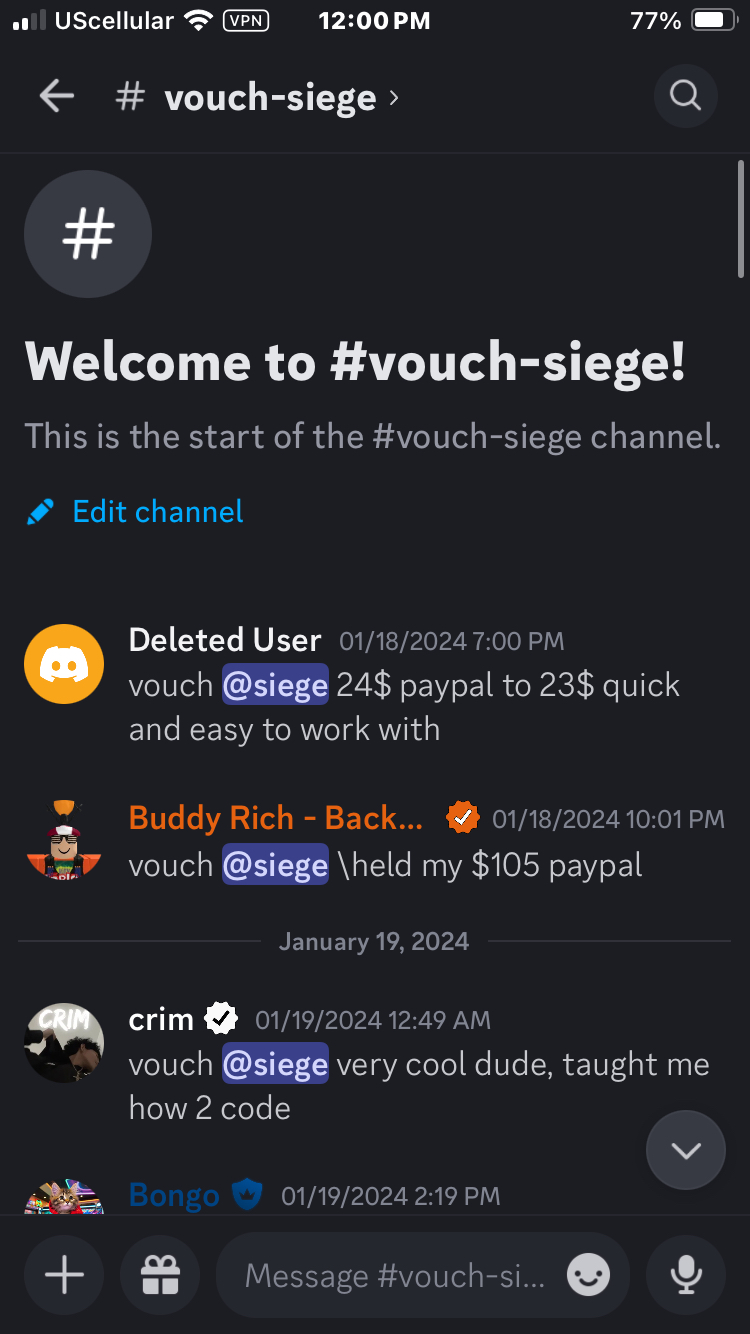 UScellular VPN 12:00 PM 77%
# vouch-siege
#
Welcome to #vouch-siege!
This is the start of the #vouch-siege channel.
Edit channel
Deleted User 01/18/2024 7:00 PM
vouch @siege 24$ paypal to 23$ quick
and easy to work with
Buddy Rich - Back... 01/18/2024 10:01 PM
vouch @siege \held my $105 paypal
January 19, 2024
CRIM
crim 01/19/2024 12:49 AM
vouch @siege very cool dude, taught me
how 2 code
Bongo 01/19/2024 2:19 PM
Message #vouch-si...